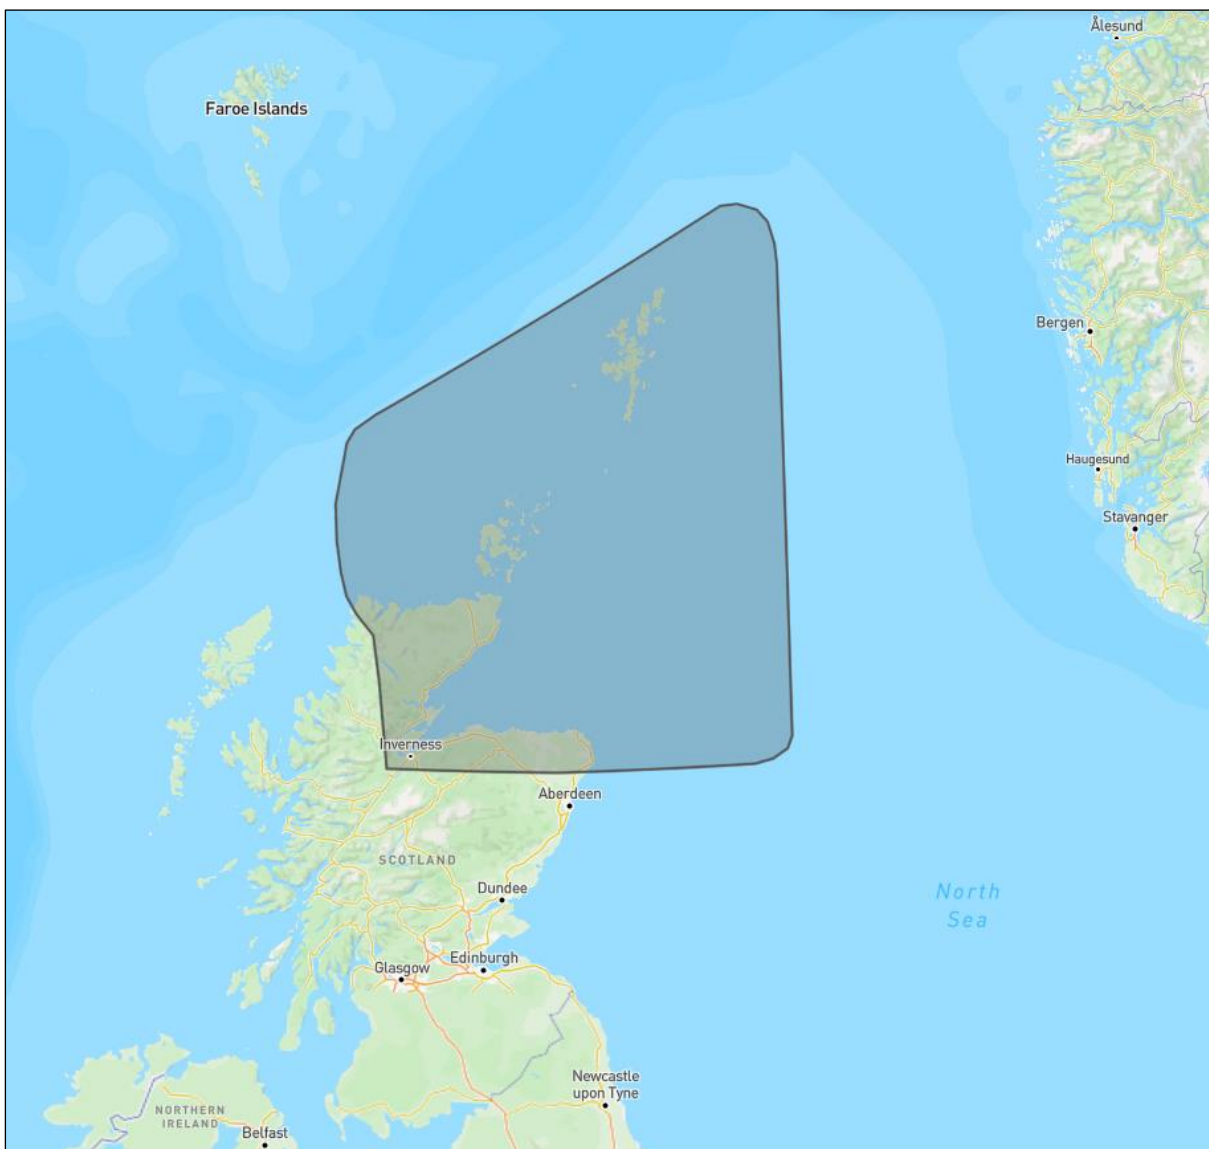 Ålesund
Faroe Islands
Bergen
Haugesund
Stavanger
Inverness
Aberdeen
SCOTLAND
Dundee
North
Sea
Edinburgh
Glasgow
Newcastle
upon Tyne
NORTHERN
IRELAND
Belfast